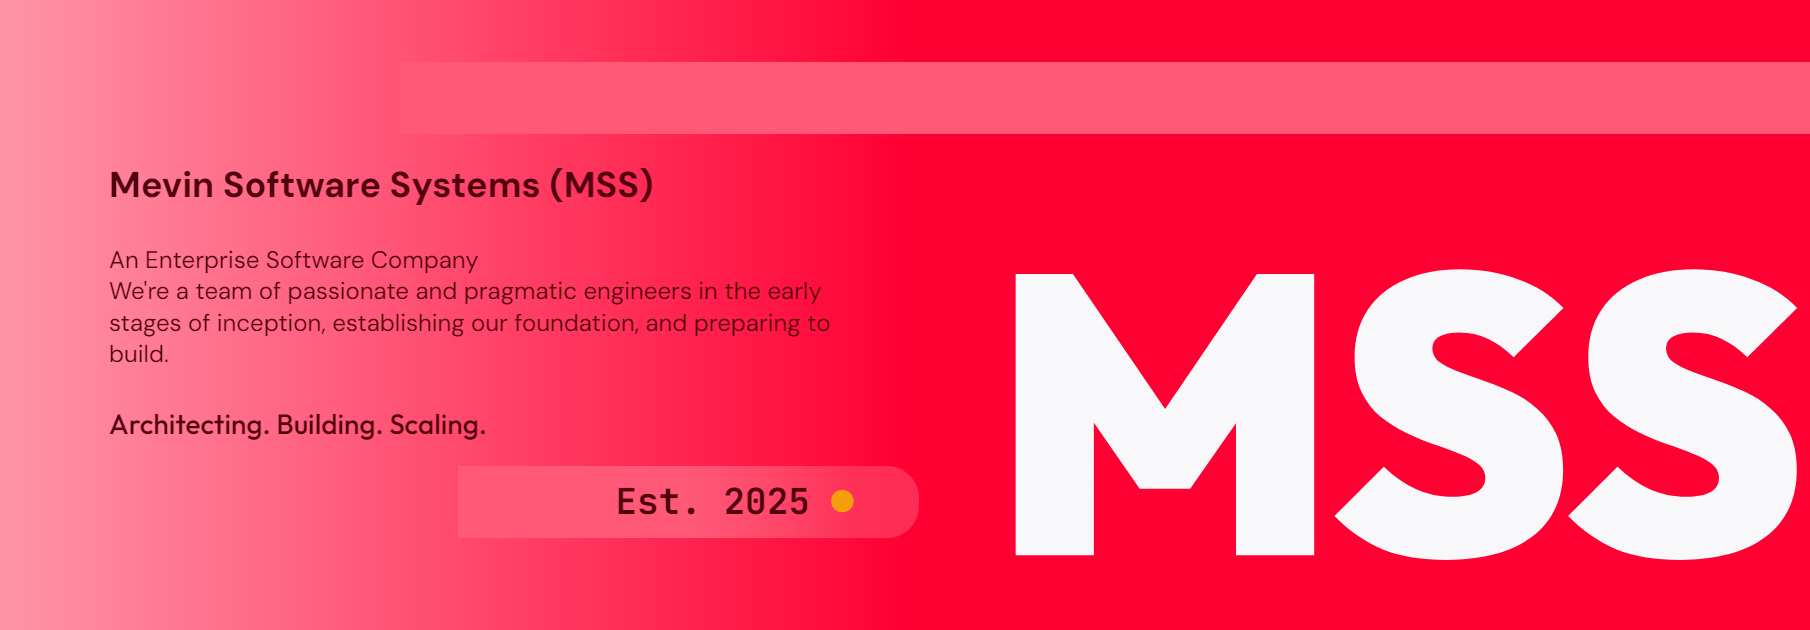 Mevin Software Systems (MSS)
An Enterprise Software Company
We're a team of passionate and pragmatic engineers in the early
stages of inception, establishing our foundation, and preparing to
build.
Architecting. Building. Scaling.
Est. 2025
MSS